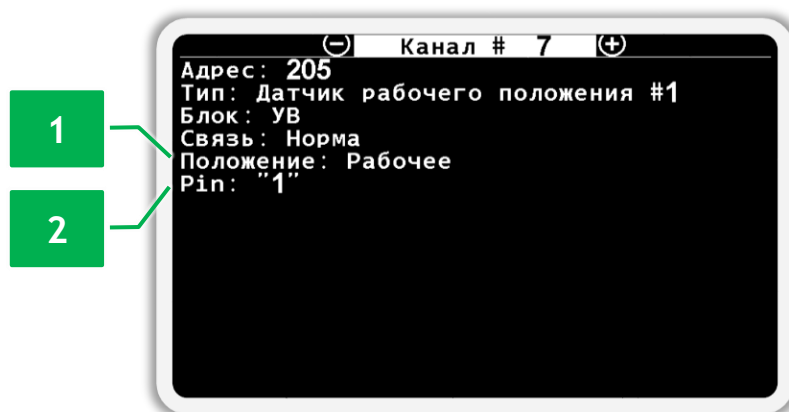 ⊖ Канал # 7 ⊕
Адрес: 205
Тип: Датчик рабочего положения #1
Блок: УВ
Связь: Норма
Положение: Рабочее
Pin: "1"
1
2